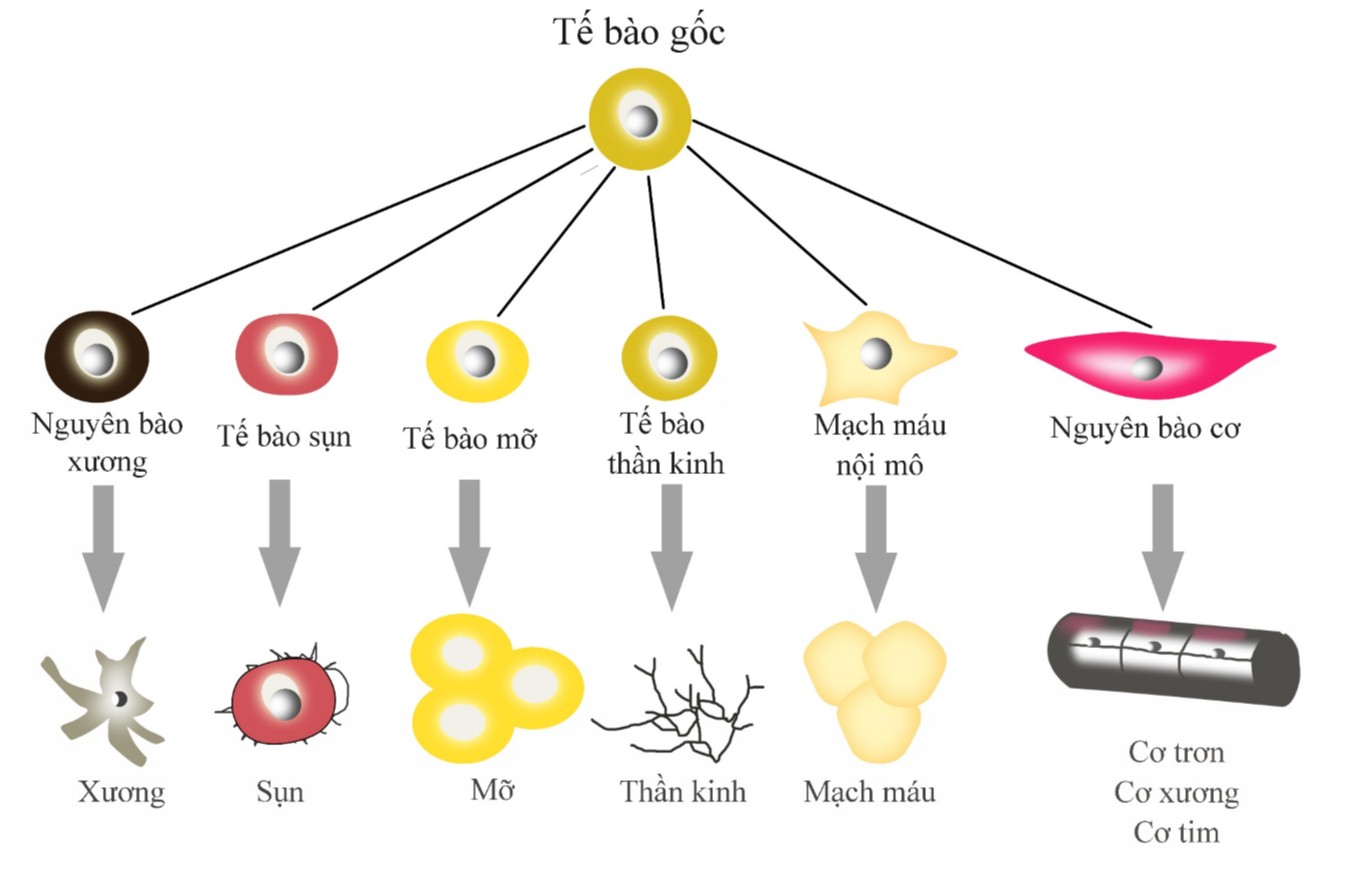 Tế bào gốc
Nguyên bào
xương
Tế bào sụn
Tế bào mỡ
Tế bào
thần kinh
Mạch máu
nội mô
Nguyên bào cơ
Xương
Sụn
Mỡ
Thần kinh
Mạch máu
Cơ trơn
Cơ xương
Cơ tim